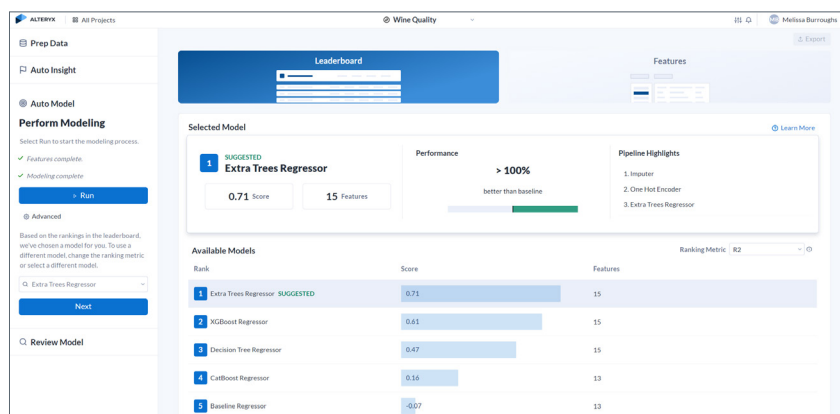 ALTERYX
All Projects
Wine Quality
MB
Melissa Burroughs
Prep Data
Auto Insight
Auto Model
Perform Modeling
Select Run to start the modeling process.
Features complete.
Modeling complete
Run
Advanced
Based on the rankings in the leaderboard,
we've chosen a model for you. To use a
different model, change the ranking metric
or select a different model.
Extra Trees Regressor
Next
Review Model
Export
Leaderboard
Features
Selected Model
Learn More
1
SUGGESTED
Extra Trees Regressor
0.71 Score
15 Features
Performance
> 100%
better than baseline
Pipeline Highlights
1. Imputer
2. One Hot Encoder
3. Extra Trees Regressor
Available Models
Ranking Metric R2
Rank Score Features
1 Extra Trees Regressor SUGGESTED 0.71 15
2 XGBoost Regressor 0.61 15
3 Decision Tree Regressor 0.47 15
4 CatBoost Regressor 0.16 13
5 Baseline Regressor -0.07 13